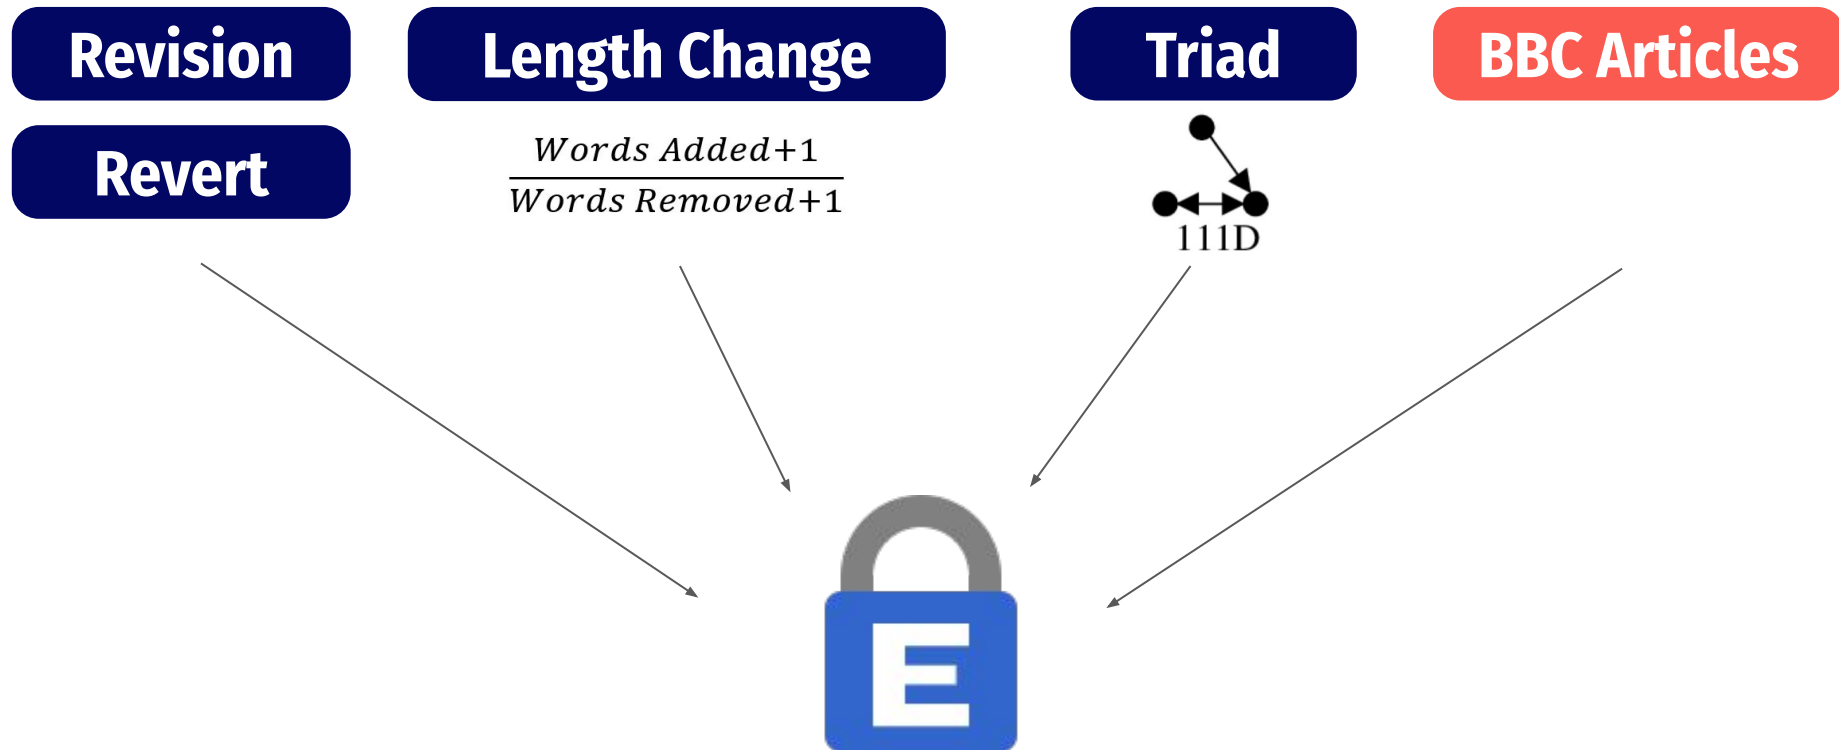 Revision
Length Change
Triad
BBC Articles
Revert
Words Added+1
Words Removed+1
111D
E